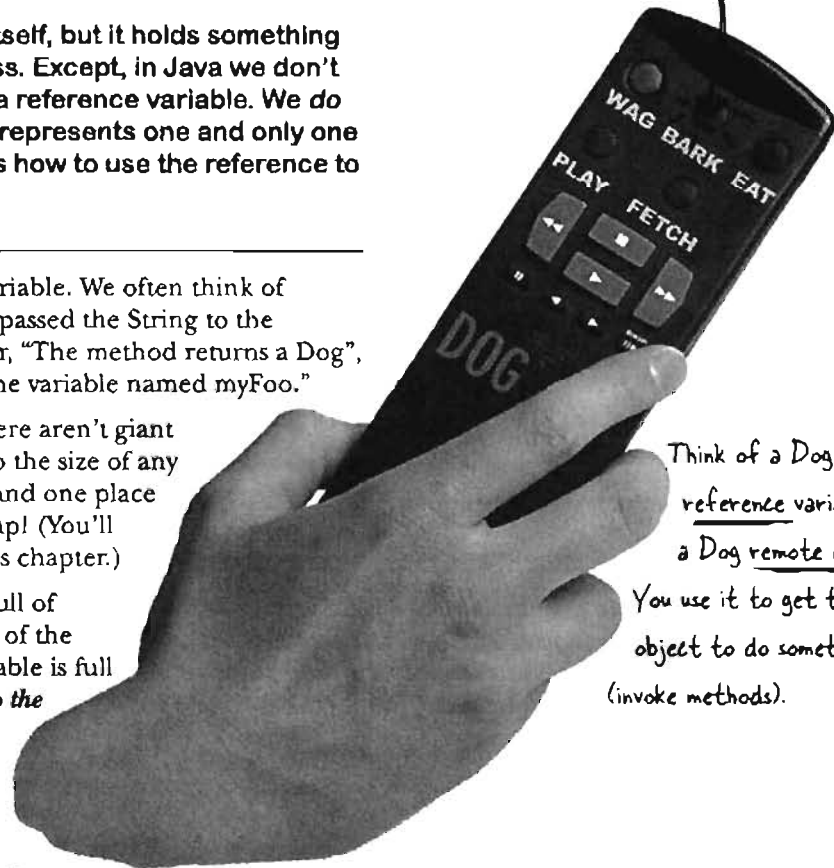 self, but it holds something
ss. Except, in Java we don't
a reference variable. We do
represents one and only one
s how to use the reference to
riable. We often think of
passed the String to the
r, “The method returns a Dog”,
he variable named myFoo.”
ere aren't giant
o the size of any
and one place
ap! (You'll
s chapter.)
ull of
of the
able is full
o the
WAG BARK EAT
PLAY FETCH
DOG
Think of a Dog
reference vari
a Dog remote
You use it to get t
object to do somet
(invoke methods).